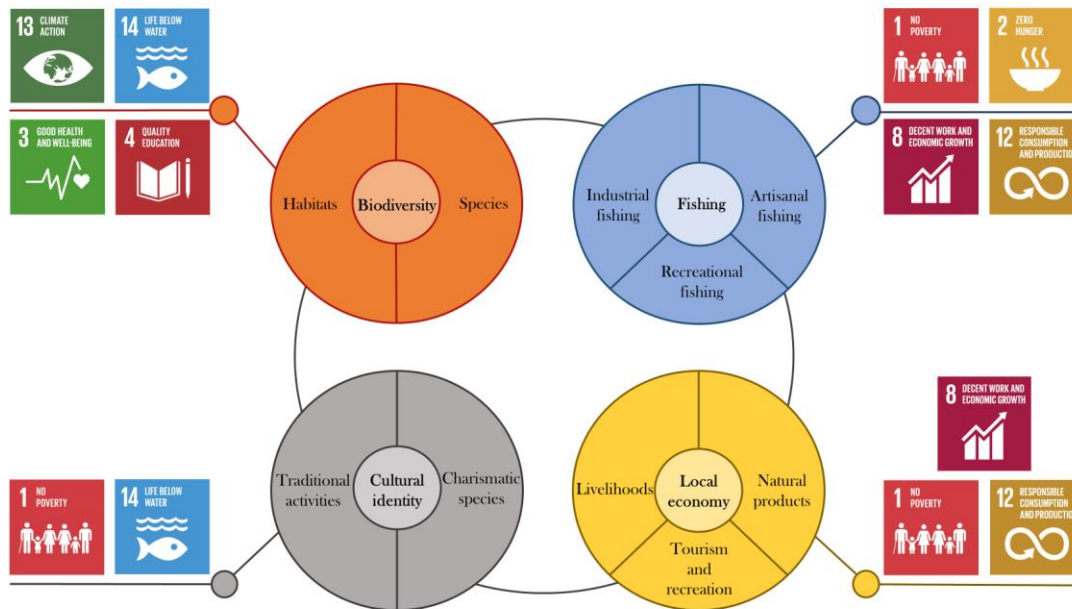 13 CLIMATE
ACTION
14 LIFE BELOW
WATER
3 GOOD HEALTH
AND WELL-BEING
4 QUALITY
EDUCATION
Habitats
Biodiversity
Species
1 NO
POVERTY
2 ZERO
HUNGER
8 DECENT WORK AND
ECONOMIC GROWTH
12 RESPONSIBLE
CONSUMPTION
AND PRODUCTION
Industrial
fishing
Fishing
Artisanal
fishing
Recreational
fishing
1 NO
POVERTY
14 LIFE BELOW
WATER
Traditional
activities
Cultural
identity
Charismatic
species
Livelihoods
Local
economy
Natural
products
Tourism
and
recreation
8 DECENT WORK AND
ECONOMIC GROWTH
1 NO
POVERTY
12 RESPONSIBLE
CONSUMPTION
AND PRODUCTION